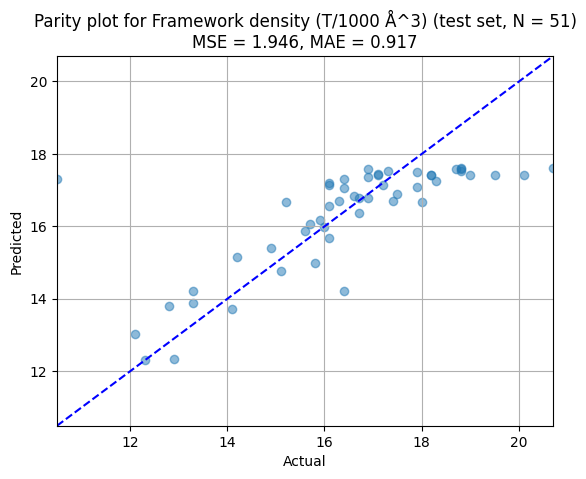 Parity plot for Framework density (T/1000 Å^3) (test set, N = 51)
MSE = 1.946, MAE = 0.917
20
18
16
14
12
Predicted
12 14 16 18 20
Actual